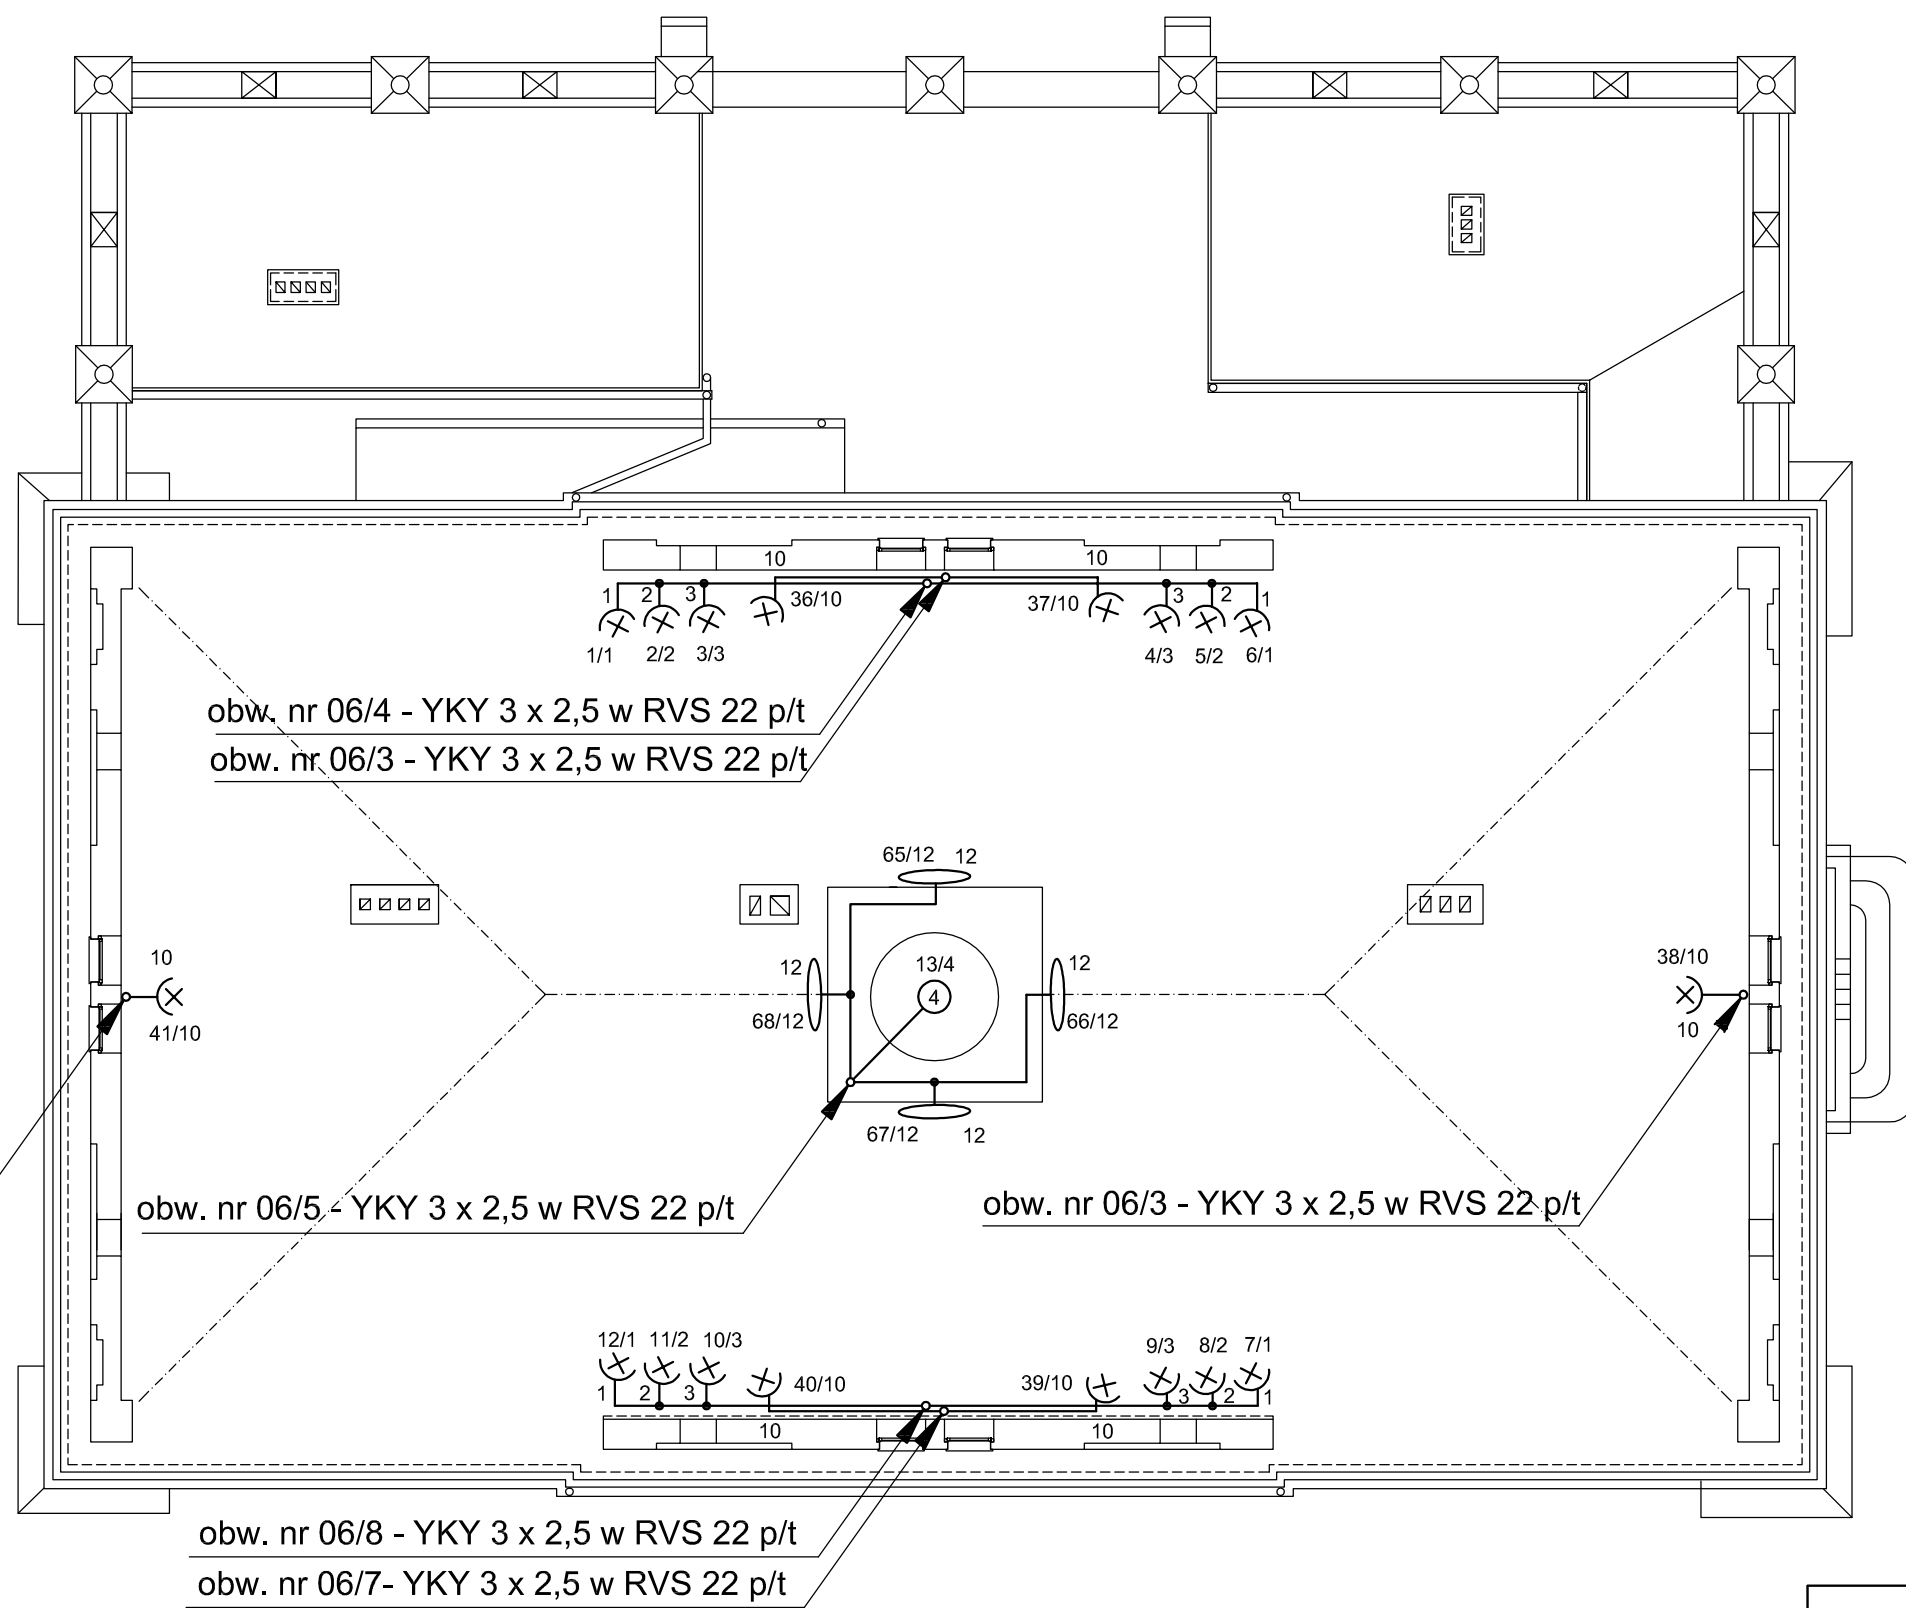 10 10
1 2 3 36/10 37/10 3 2 1
1/1 2/2 3/3 4/3 5/2 6/1
obw. nr 06/4 - YKY 3 x 2,5 w RVS 22 p/t
obw. nr 06/3 - YKY 3 x 2,5 w RVS 22 p/t
65/12 12
10 12 13/4 12 38/10
4
41/10 68/12 66/12 10
67/12 12
obw. nr 06/5 - YKY 3 x 2,5 w RVS 22 p/t
obw. nr 06/3 - YKY 3 x 2,5 w RVS 22 p/t
12/1 11/2 10/3 9/3 8/2 7/1
40/10 39/10
1 2 3 3 2 1
10 10
obw. nr 06/8 - YKY 3 x 2,5 w RVS 22 p/t
obw. nr 06/7- YKY 3 x 2,5 w RVS 22 p/t